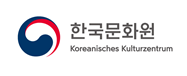 한국문화원
Koreanisches Kulturzentrum